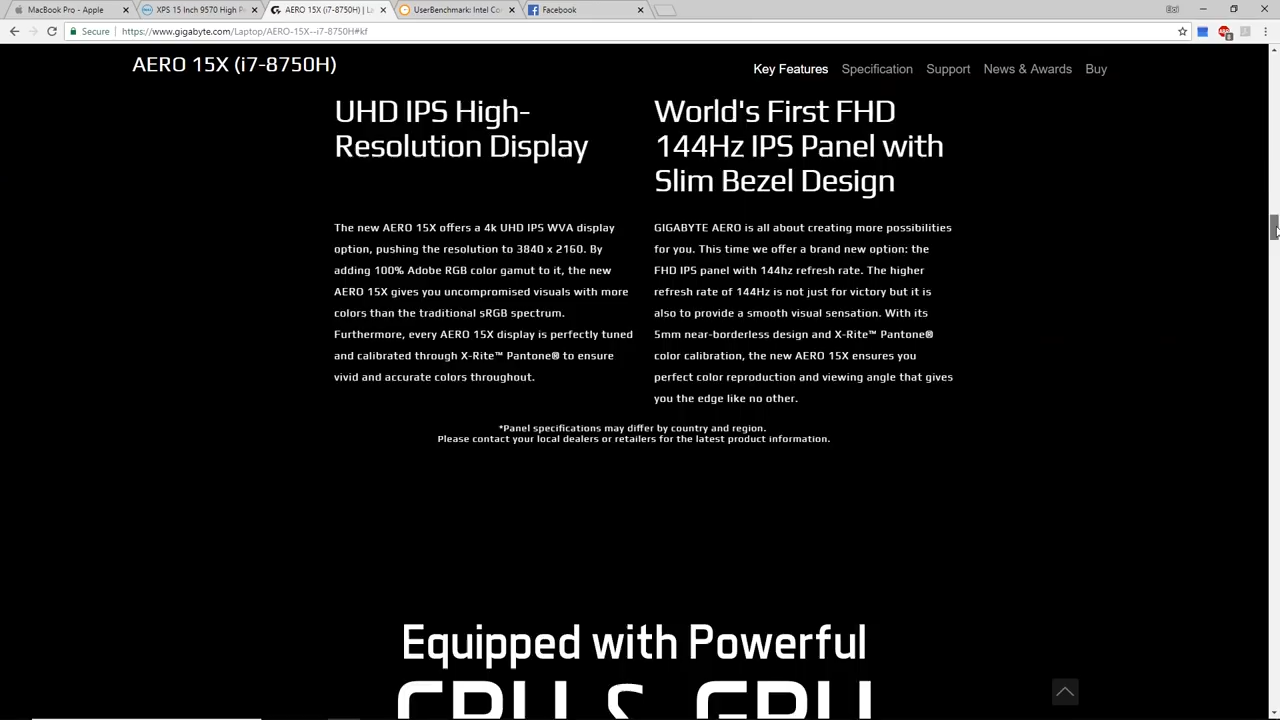 MacBook Pro - Apple
XPS 15 Inch 9570 High P
AERO 15X (i7-8750H) | La
UserBenchmark: Intel Co
Facebook
Secure
https://www.gigabyte.com/Laptop/AERO-15X--i7-8750H#kf
AERO 15X (i7-8750H)
Key Features
Specification
Support
News & Awards
Buy
UHD IPS High-
Resolution Display
The new AERO 15X offers a 4k UHD IPS WVA display
option, pushing the resolution to 3840 x 2160. By
adding 100% Adobe RGB color gamut to it, the new
AERO 15X gives you uncompromised visuals with more
colors than the traditional sRGB spectrum.
Furthermore, every AERO 15X display is perfectly tuned
and calibrated through X-Rite™ Pantone® to ensure
vivid and accurate colors throughout.
World's First FHD
144Hz IPS Panel with
Slim Bezel Design
GIGABYTE AERO is all about creating more possibilities
for you. This time we offer a brand new option: the
FHD IPS panel with 144hz refresh rate. The higher
refresh rate of 144Hz is not just for victory but it is
also to provide a smooth visual sensation. With its
5mm near-borderless design and X-Rite™ Pantone®
color calibration, the new AERO 15X ensures you
perfect color reproduction and viewing angle that gives
you the edge like no other.
*Panel specifications may differ by country and region.
Please contact your local dealers or retailers for the latest product information.
Equipped with Powerful
CPU & GPU